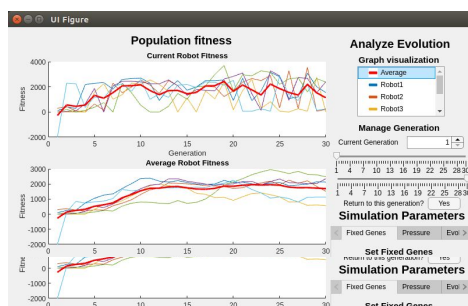 UI Figure
Population fitness
Current Robot Fitness
4000
2000
0
-2000
Fitness
0 5 10 15 20 25 30
Generation
Average Robot Fitness
3000
2000
1000
0
-1000
-2000
Fitness
0 5 10 15 20 25 30
0
-1000
-2000
0 5 10 15 20 25 30
Analyze Evolution
Graph visualization
Average
Robot1
Robot2
Robot3
Manage Generation
Current Generation 1
1 4 7 10 13 16 19 22 25 28 30
1 4 7 10 13 16 19 22 25 28 30
Return to this generation? Yes
Simulation Parameters
Fixed Genes Pressure Evol
Set Fixed Genes
Return to this generation? Yes
Simulation Parameters
Fixed Genes Pressure Evol
Set Fixed Genes